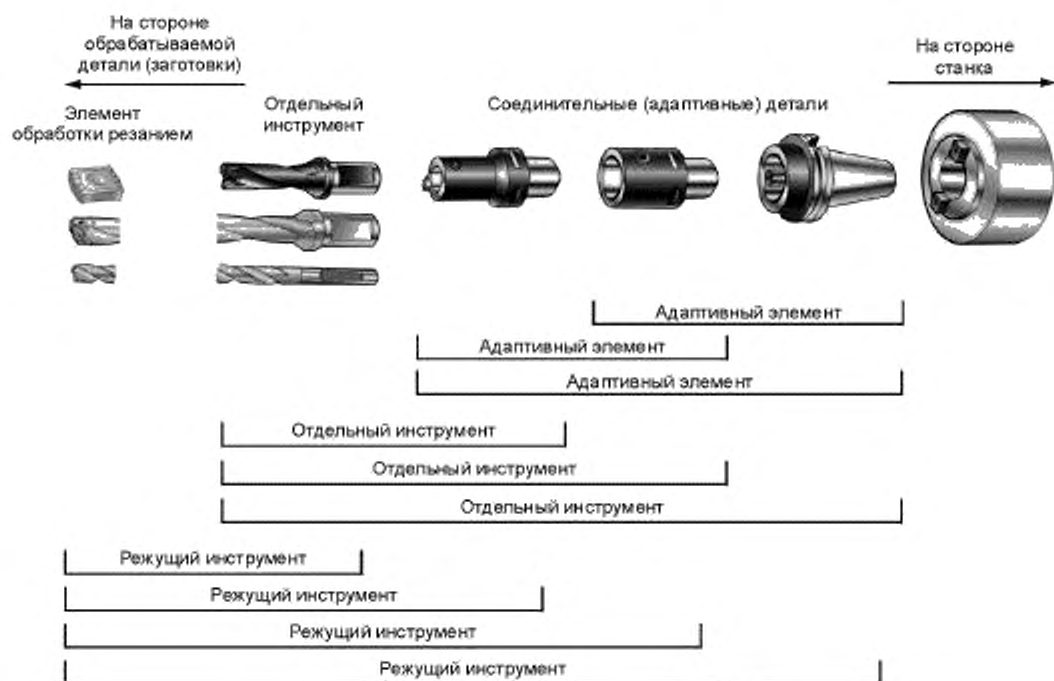 На стороне
обрабатываемой
детали (заготовки)
На стороне
станка
Элемент
обработки резанием
Отдельный
инструмент
Соединительные (адаптивные) детали
Адаптивный элемент
Адаптивный элемент
Адаптивный элемент
Отдельный инструмент
Отдельный инструмент
Отдельный инструмент
Режущий инструмент
Режущий инструмент
Режущий инструмент
Режущий инструмент